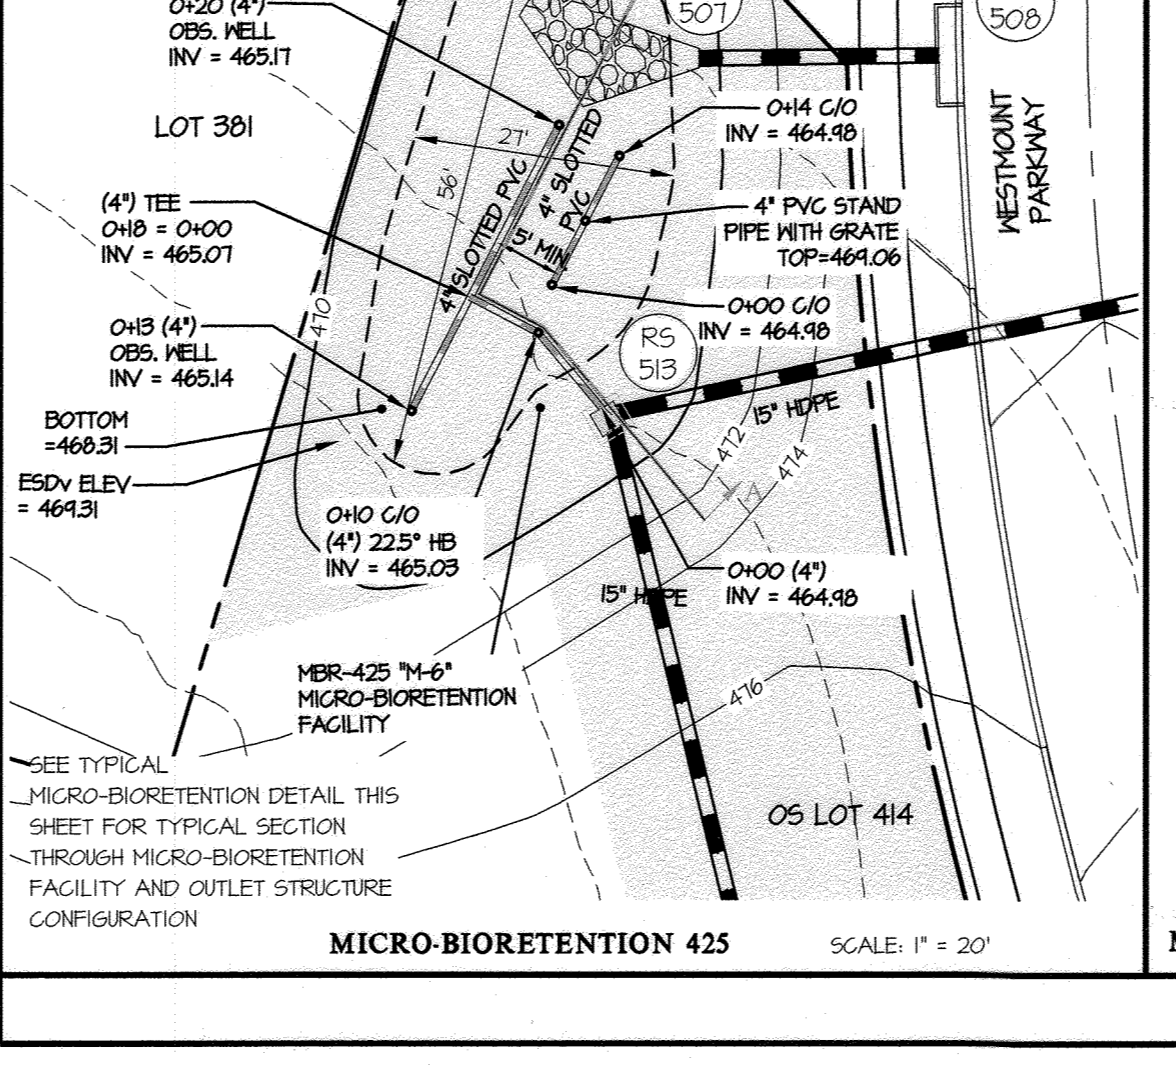 0+20 (4")
OBS. WELL
INV = 465.17
507
508
LOT 381
27'
56'
4" SLOTTED PVC
4" SLOTTED
PVC
5' MIN
0+14 C/O
INV = 464.98
WESTMOUNT
PARKWAY
(4") TEE
0+18 = 0+00
INV = 465.07
4" PVC STAND
PIPE WITH GRATE
TOP=469.06
470
0+13 (4")
OBS. WELL
INV = 465.14
0+00 C/O
INV = 464.98
RS
513
BOTTOM
=468.31
15" HDPE
472
474
ESDv ELEV
= 469.31
A
0+10 C/O
(4") 22.5° HB
INV = 465.03
0+00 (4")
INV = 464.98
15" HDPE
MBR-425 "M-6"
MICRO-BIORETENTION
FACILITY
476
SEE TYPICAL
MICRO-BIORETENTION DETAIL THIS
SHEET FOR TYPICAL SECTION
THROUGH MICRO-BIORETENTION
FACILITY AND OUTLET STRUCTURE
CONFIGURATION
OS LOT 414
MICRO-BIORETENTION 425
SCALE: 1" = 20'